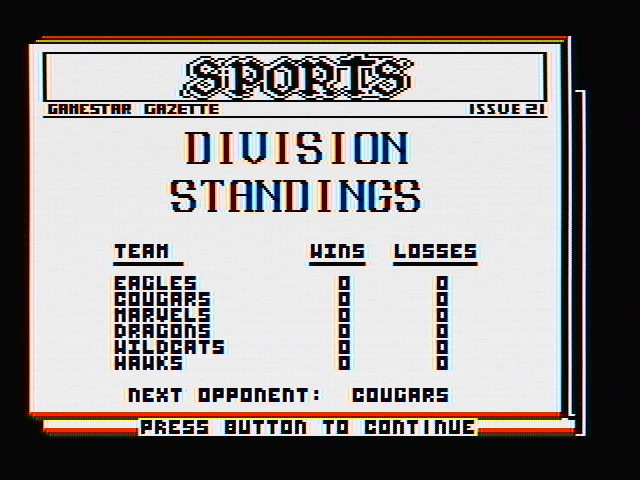 SPORTS
GAMESTAR GAZETTE ISSUE 21
DIVISION
STANDINGS
TEAM WINS LOSSES
EAGLES 0 0
COUGARS 0 0
MARVELS 0 0
DRAGONS 0 0
WILDCATS 0 0
HAWKS 0 0
NEXT OPPONENT: COUGARS
PRESS BUTTON TO CONTINUE